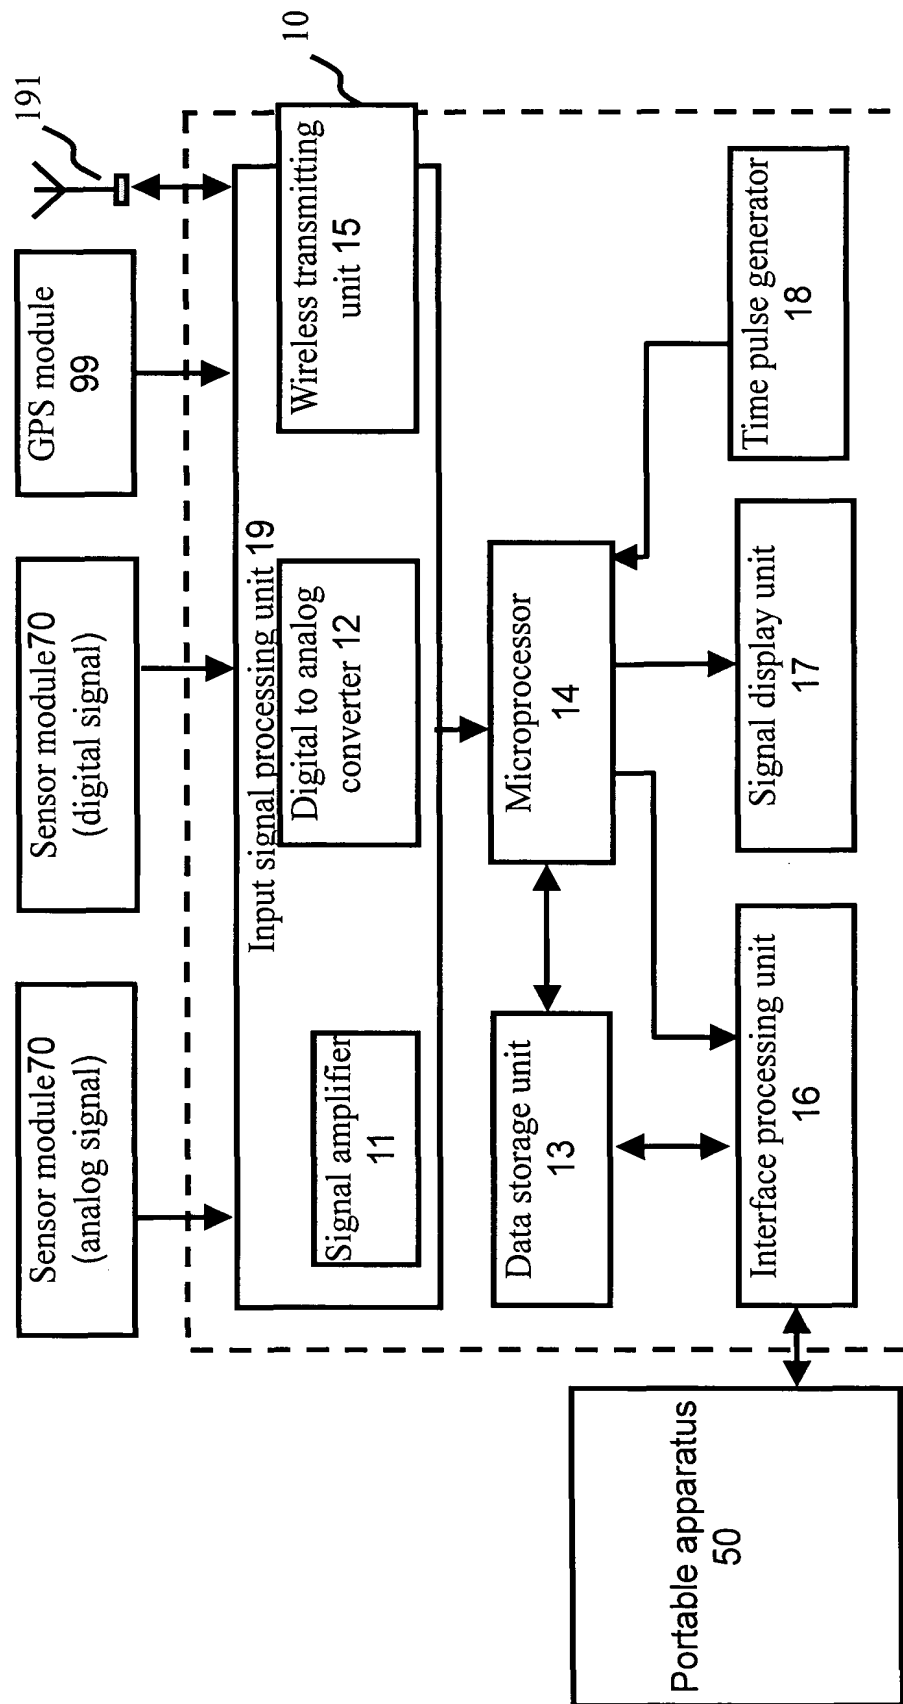 Sensor module70
(analog signal)
Sensor module70
(digital signal)
GPS module
99
191
10
Input signal processing unit 19
Signal amplifier
11
Digital to analog
converter 12
Wireless transmitting
unit 15
Data storage unit
13
Microprocessor
14
Interface processing unit
16
Signal display unit
17
Time pulse generator
18
Portable apparatus
50